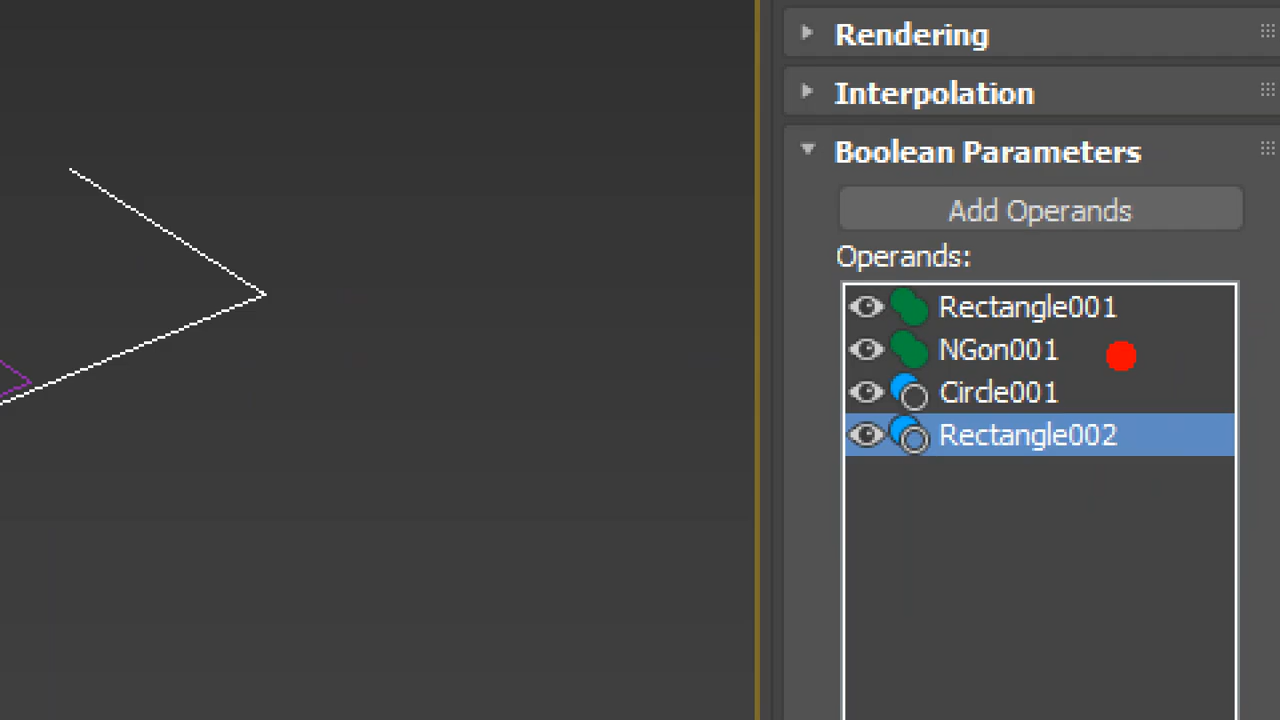 Rendering
Interpolation
Boolean Parameters
Add Operands
Operands:
Rectangle001
NGon001
Circle001
Rectangle002